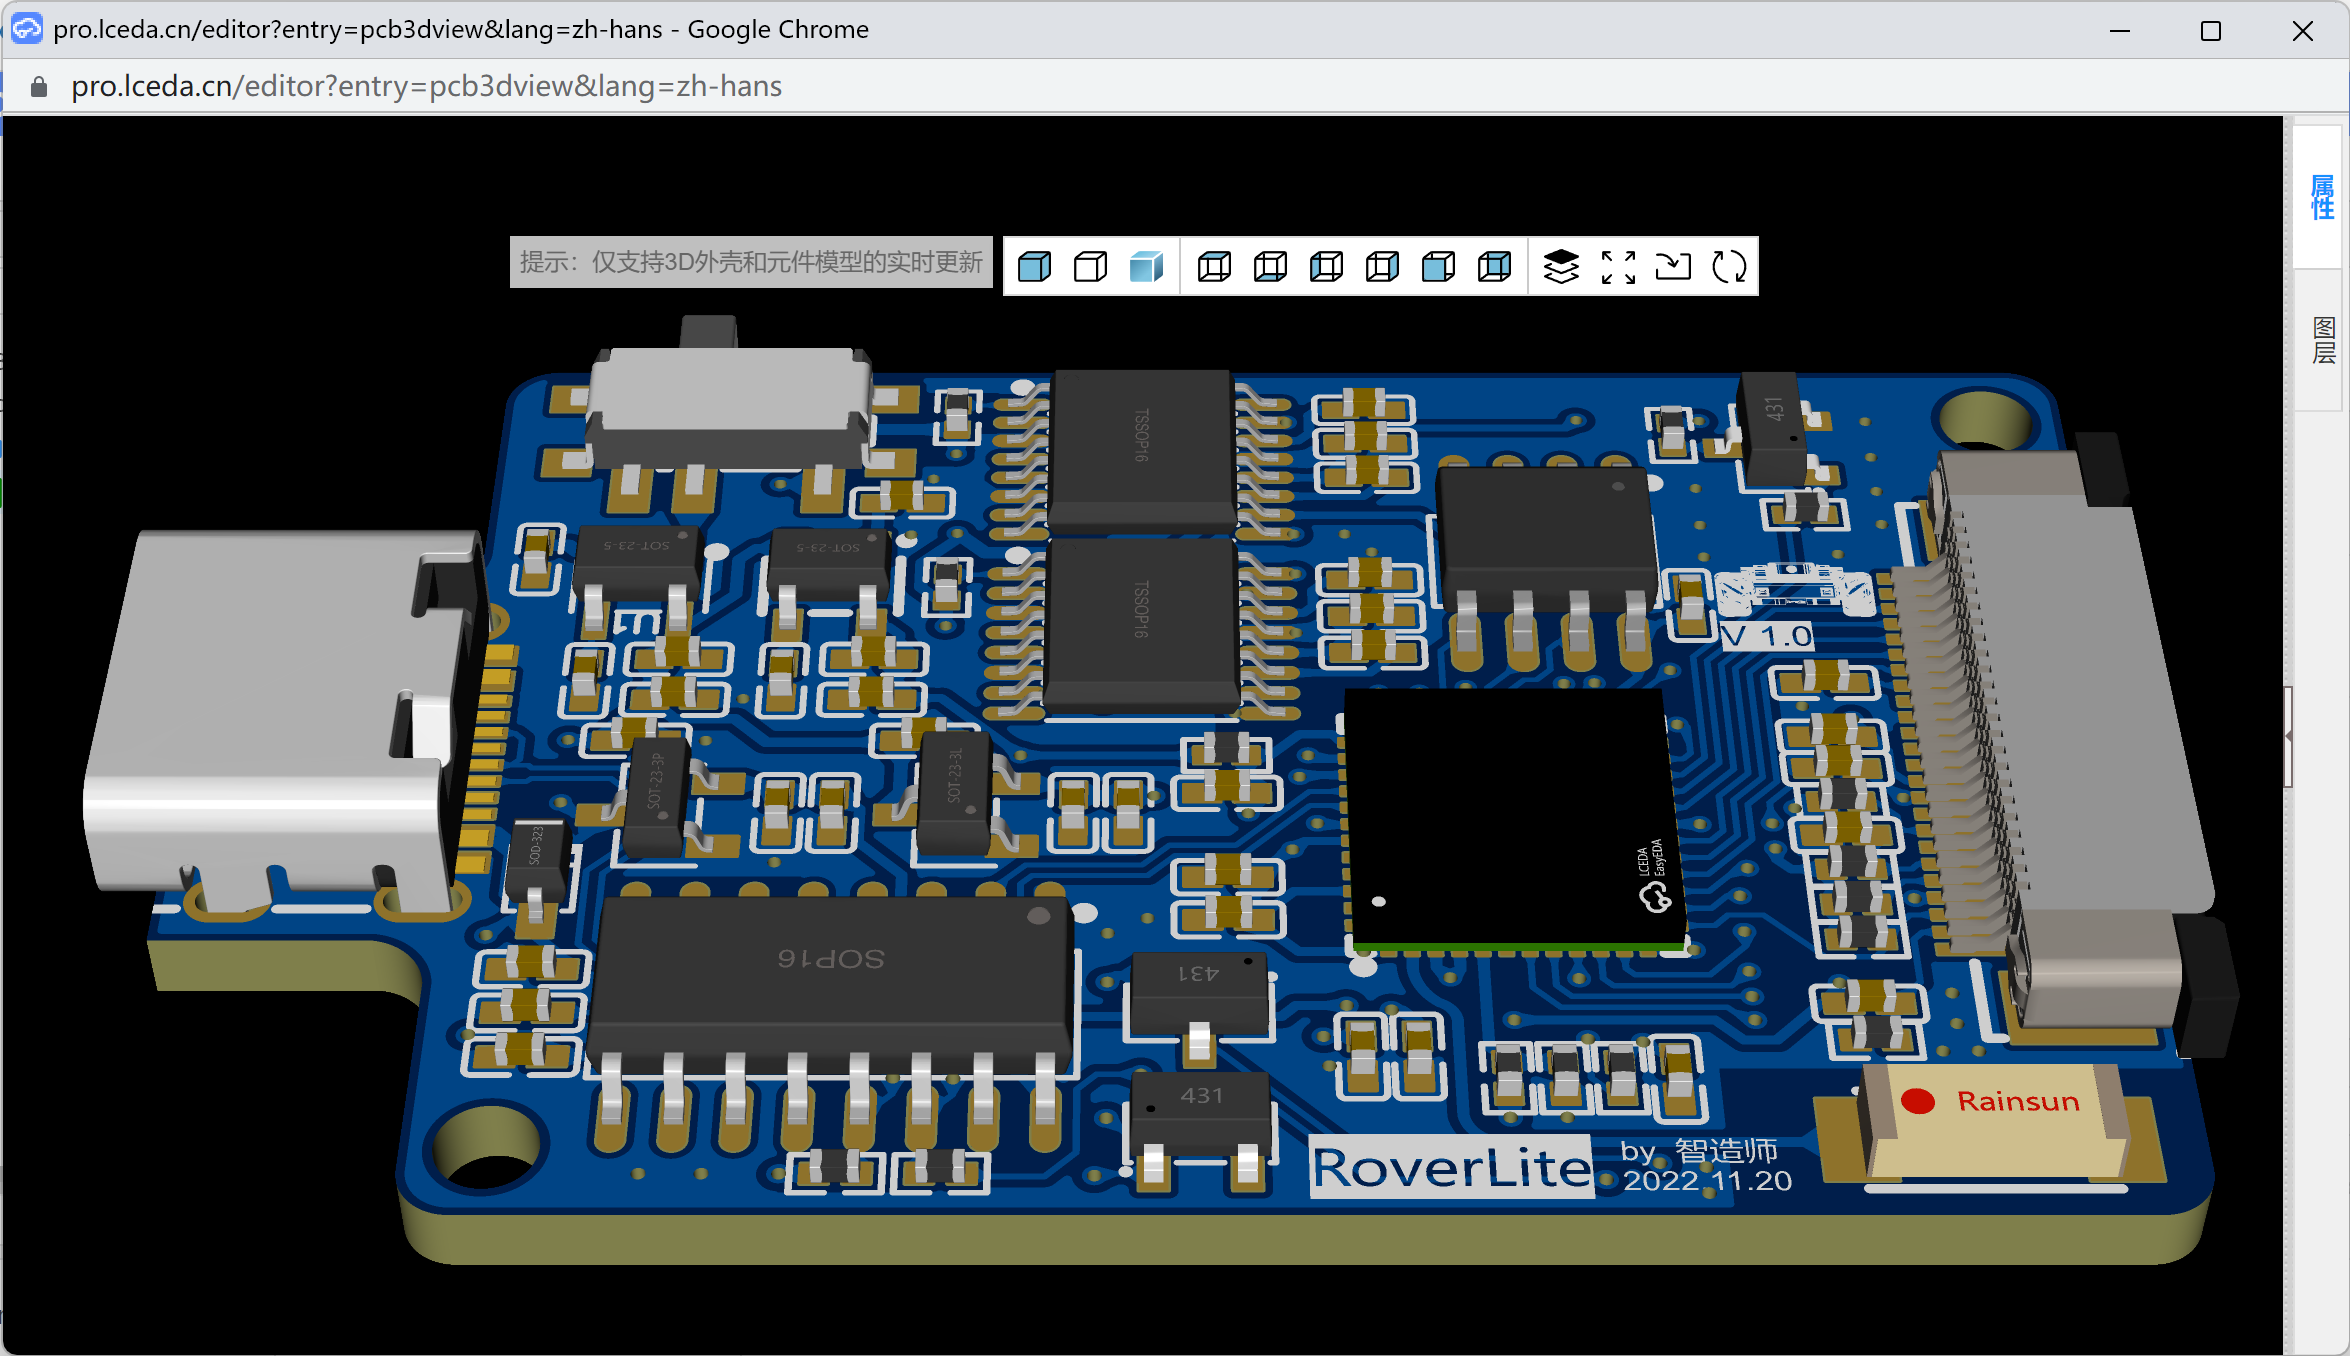 pro.lceda.cn/editor?entry=pcb3dview&lang=zh-hans - Google Chrome
pro.lceda.cn/editor?entry=pcb3dview&lang=zh-hans
属性
图层
提示：仅支持3D外壳和元件模型的实时更新
TSSOP16
431
SOT-23-5
SOT-23-5
TSSOP16
E
V 1.0
SOT-23-3P
SOT-23-3L
SOD-323
LCEDA
EasyEDA
SOP16
431
431
Rainsun
RoverLite
by 智造师
2022.11.20